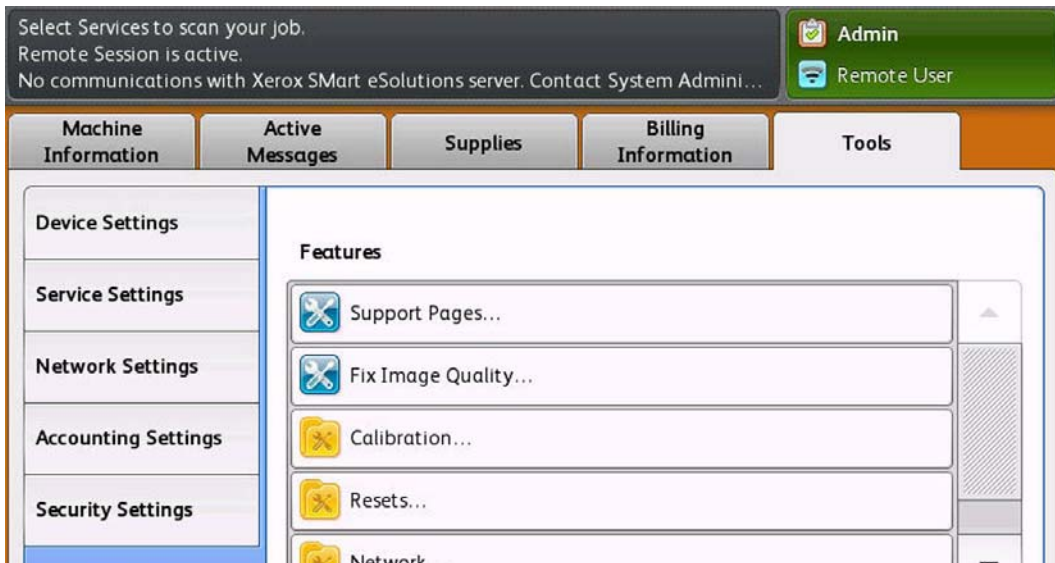 Select Services to scan your job.
Remote Session is active.
No communications with Xerox SMart eSolutions server. Contact System Admini...
Admin
Remote User
Machine
Information
Active
Messages
Supplies
Billing
Information
Tools
Device Settings
Service Settings
Network Settings
Accounting Settings
Security Settings
Features
Support Pages...
Fix Image Quality...
Calibration...
Resets...
Network...